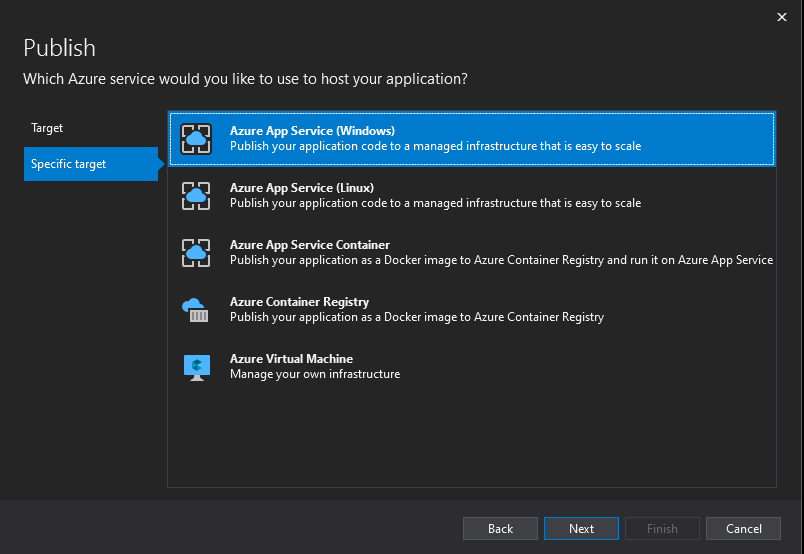 Publish
Which Azure service would you like to use to host your application?
Target
Specific target
Azure App Service (Windows)
Publish your application code to a managed infrastructure that is easy to scale
Azure App Service (Linux)
Publish your application code to a managed infrastructure that is easy to scale
Azure App Service Container
Publish your application as a Docker image to Azure Container Registry and run it on Azure App Service
Azure Container Registry
Publish your application as a Docker image to Azure Container Registry
Azure Virtual Machine
Manage your own infrastructure
Back
Next
Finish
Cancel